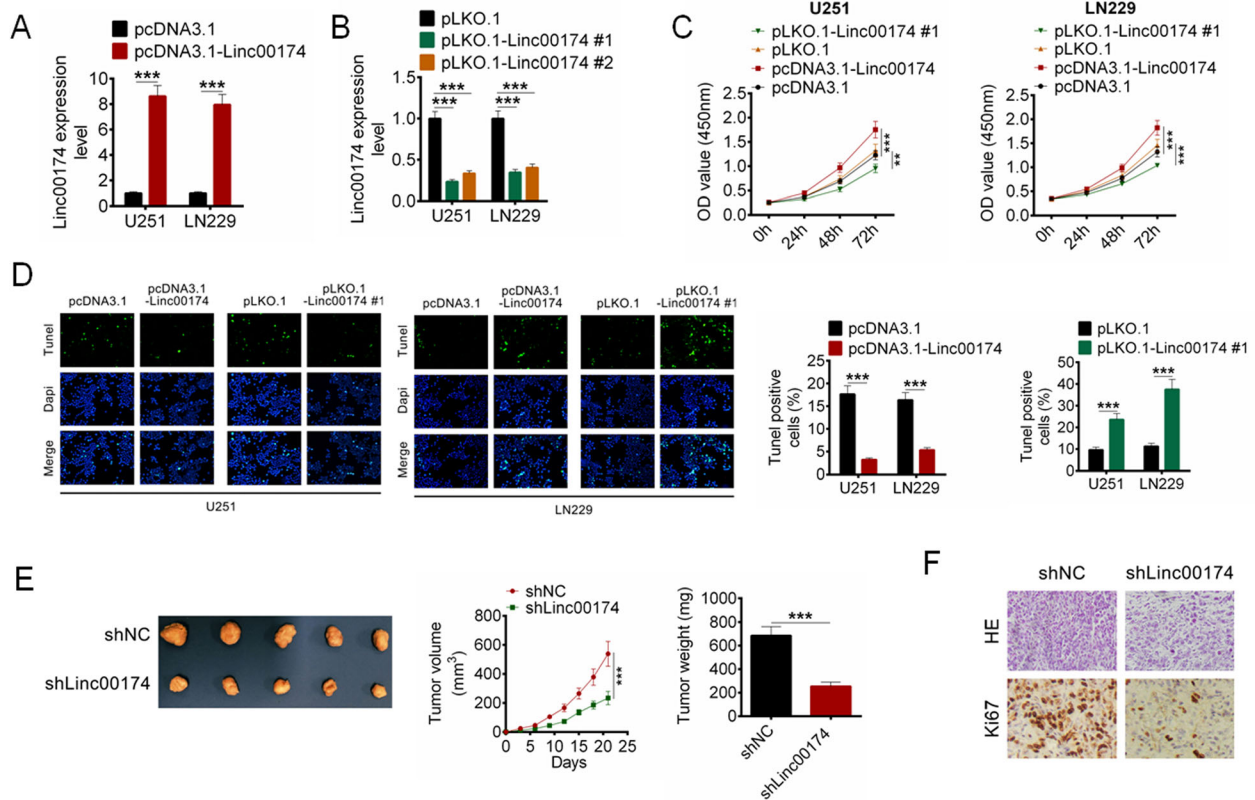 A
pcDNA3.1
pcDNA3.1-Linc00174
Linc00174 expression
level
10
8
6
4
2
0
***
***
U251
LN229
B
pLKO.1
pLKO.1-Linc00174 #1
pLKO.1-Linc00174 #2
Linc00174 expression
level
1.5
1.0
0.5
0.0
***
***
***
***
U251
LN229
C
U251
pLKO.1-Linc00174 #1
pLKO.1
pcDNA3.1-Linc00174
pcDNA3.1
OD value (450nm)
2.5
2.0
1.5
1.0
0.5
0.0
***
**
0h
24h
48h
72h
LN229
pLKO.1-Linc00174 #1
pLKO.1
pcDNA3.1-Linc00174
pcDNA3.1
OD value (450nm)
2.5
2.0
1.5
1.0
0.5
0.0
***
***
0h
24h
48h
72h
D
pcDNA3.1
pcDNA3.1
-Linc00174
pLKO.1
pLKO.1
-Linc00174 #1
Tunel
Dapi
Merge
U251
pcDNA3.1
pcDNA3.1
-Linc00174
pLKO.1
pLKO.1
-Linc00174 #1
Tunel
Dapi
Merge
LN229
pcDNA3.1
pcDNA3.1-Linc00174
Tunel positive
cells (%)
25
20
15
10
5
0
***
***
U251
LN229
pLKO.1
pLKO.1-Linc00174 #1
Tunel positive
cells (%)
50
40
30
20
10
0
***
***
U251
LN229
E
shNC
shLinc00174
shNC
shLinc00174
Tumor volume
(mm3)
800
600
400
200
0
***
0
5
10
15
20
25
Days
Tumor weight (mg)
1000
800
600
400
200
0
***
shNC
shLinc00174
F
shNC
shLinc00174
HE
Ki67